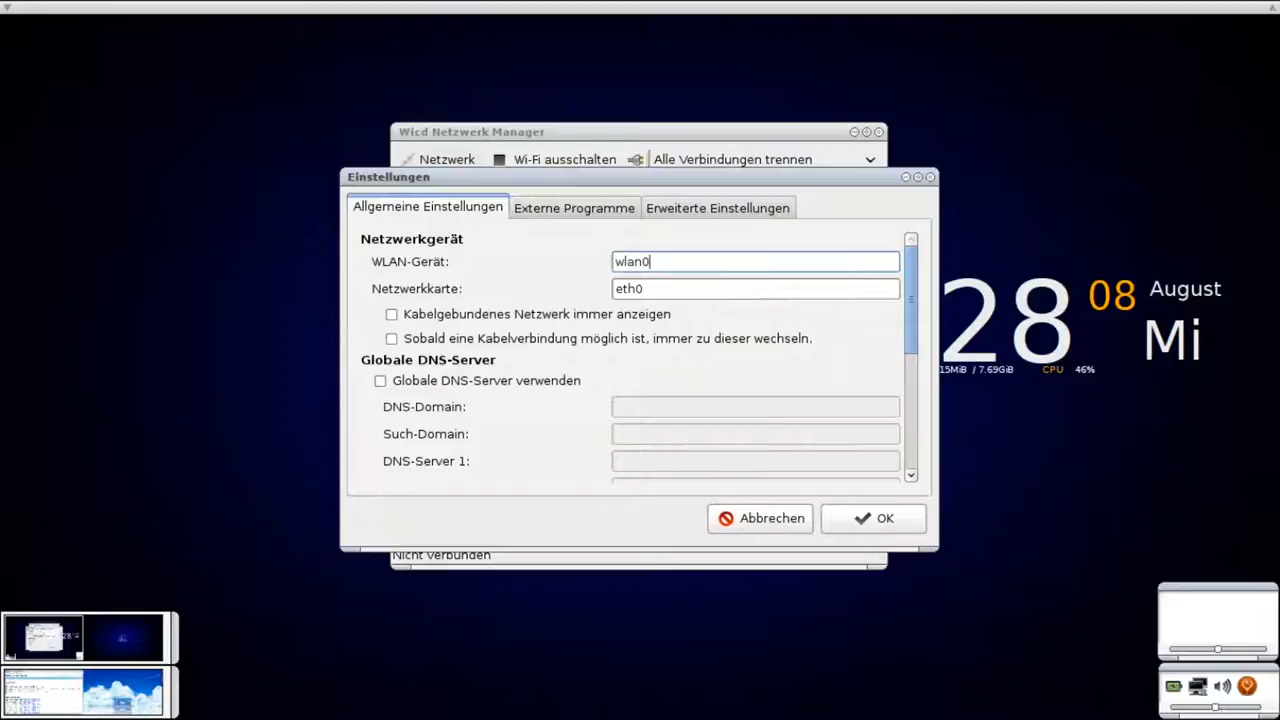 Wicd Netzwerk Manager
Netzwerk Wi-Fi ausschalten Alle Verbindungen trennen
Einstellungen
Allgemeine Einstellungen Externe Programme Erweiterte Einstellungen
Netzwerkgerät
WLAN-Gerät: wlan0
Netzwerkkarte: eth0
Kabelgebundenes Netzwerk immer anzeigen
Sobald eine Kabelverbindung möglich ist, immer zu dieser wechseln.
Globale DNS-Server
Globale DNS-Server verwenden
DNS-Domain:
Such-Domain:
DNS-Server 1:
Abbrechen OK
Nicht verbunden
28 08 August
Mi
15MiB / 7.69GiB CPU 46%